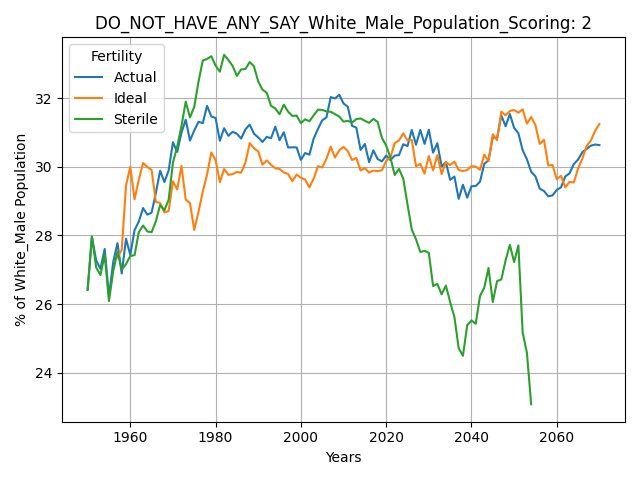 DO_NOT_HAVE_ANY_SAY_White_Male_Population_Scoring: 2
Fertility
Actual
Ideal
Sterile
% of White_Male Population
32
30
28
26
24
1960
1980
2000
2020
2040
2060
Years